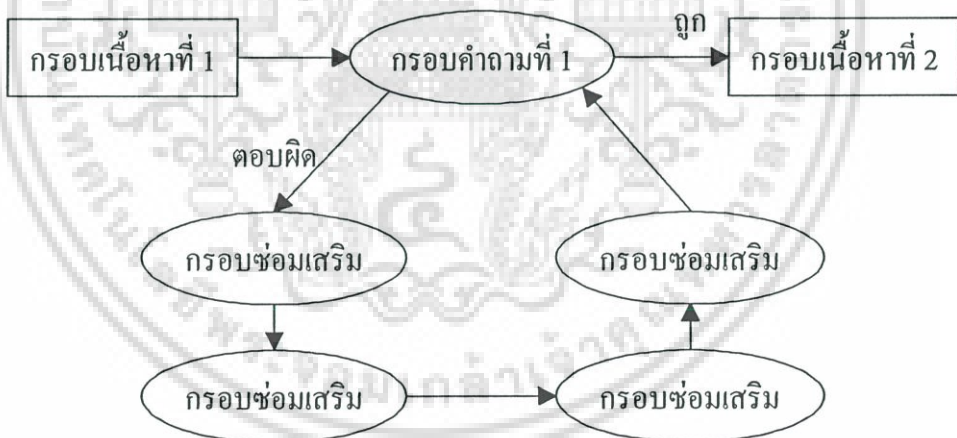 ถูก
กรอบเนื้อหาที่ 1
กรอบคำถามที่ 1
กรอบเนื้อหาที่ 2
ตอบผิด
กรอบซ่อมเสริม
กรอบซ่อมเสริม
กรอบซ่อมเสริม
กรอบซ่อมเสริม